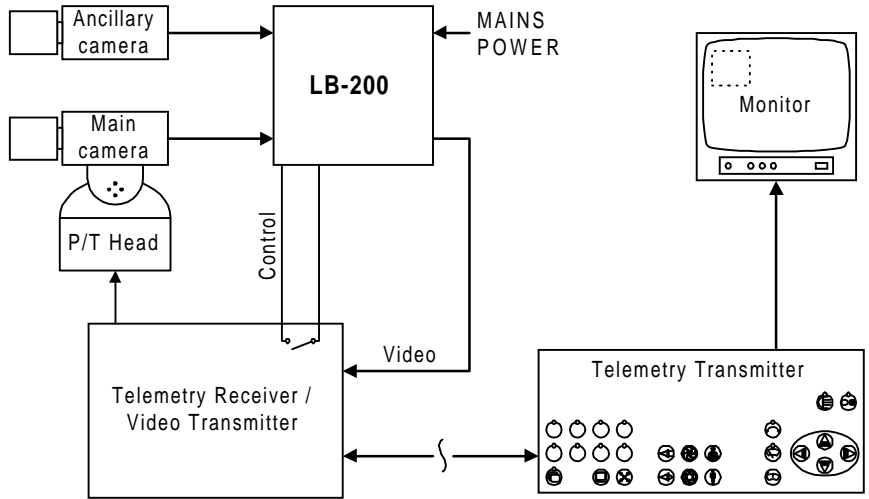 Ancillary
camera
MAINS
POWER
LB-200
Monitor
Main
camera
P/T Head
Control
Video
Telemetry Receiver /
Video Transmitter
Telemetry Transmitter